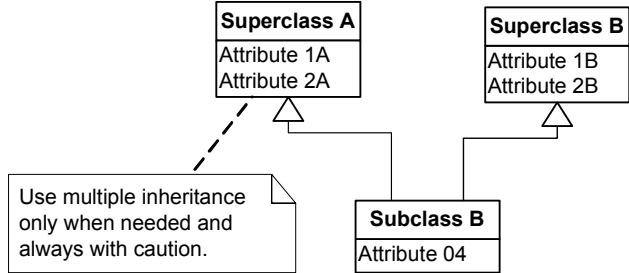 Superclass A
Attribute 1A
Attribute 2A
Superclass B
Attribute 1B
Attribute 2B
Use multiple inheritance
only when needed and
always with caution.
Subclass B
Attribute 04